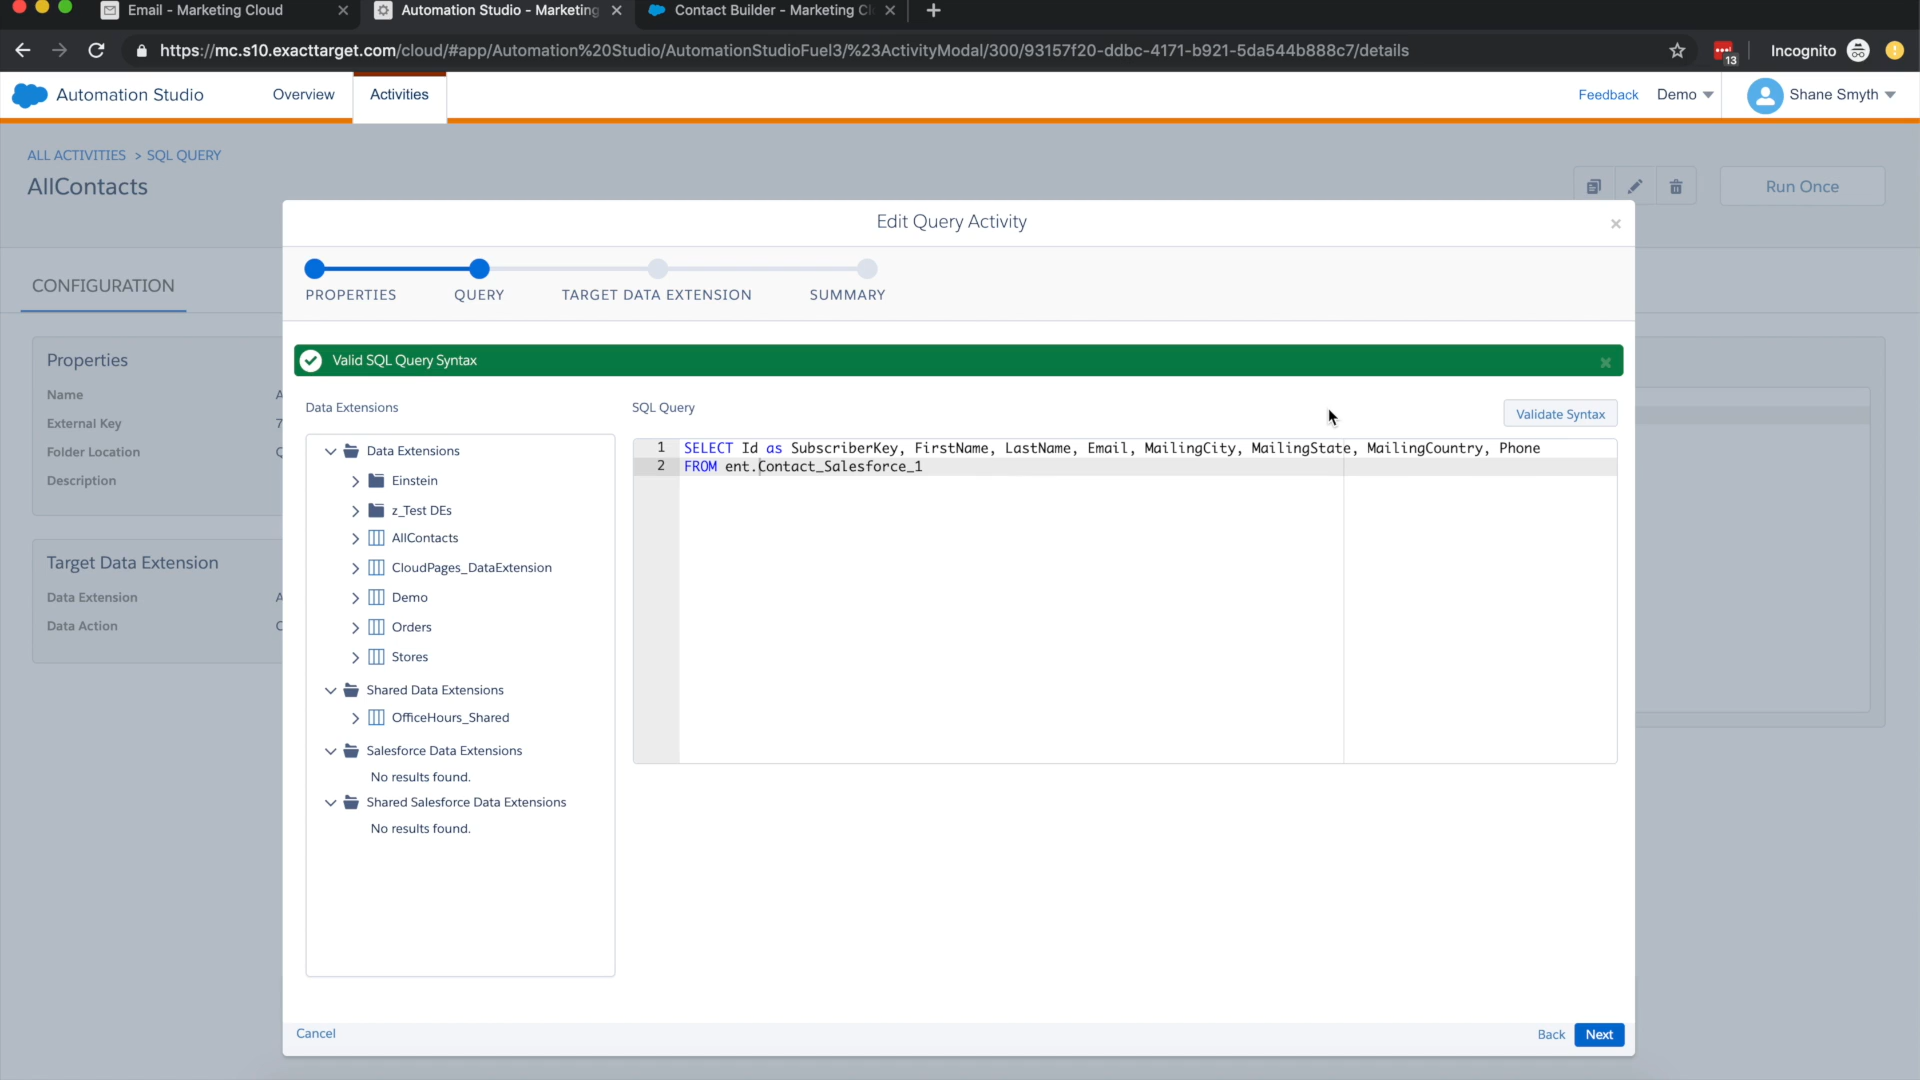 Email - Marketing Cloud
Automation Studio - Marketing
Contact Builder - Marketing Cl
https://mc.s10.exacttarget.com/cloud/#app/Automation%20Studio/AutomationStudioFuel3/%23ActivityModal/300/93157f20-ddbc-4171-b921-5da544b888c7/details
13
Incognito
Automation Studio
Overview
Activities
Feedback
Demo
Shane Smyth
ALL ACTIVITIES > SQL QUERY
AllContacts
Run Once
Edit Query Activity
PROPERTIES
QUERY
TARGET DATA EXTENSION
SUMMARY
CONFIGURATION
Valid SQL Query Syntax
Properties
Name A
External Key 7
Folder Location Q
Description
Target Data Extension
Data Extension A
Data Action
Data Extensions
Data Extensions
Einstein
z_Test DEs
AllContacts
CloudPages_DataExtension
Demo
Orders
Stores
Shared Data Extensions
OfficeHours_Shared
Salesforce Data Extensions
No results found.
Shared Salesforce Data Extensions
No results found.
SQL Query
Validate Syntax
1 SELECT Id as SubscriberKey, FirstName, LastName, Email, MailingCity, MailingState, MailingCountry, Phone
2 FROM ent.Contact_Salesforce_1
Cancel
Back
Next